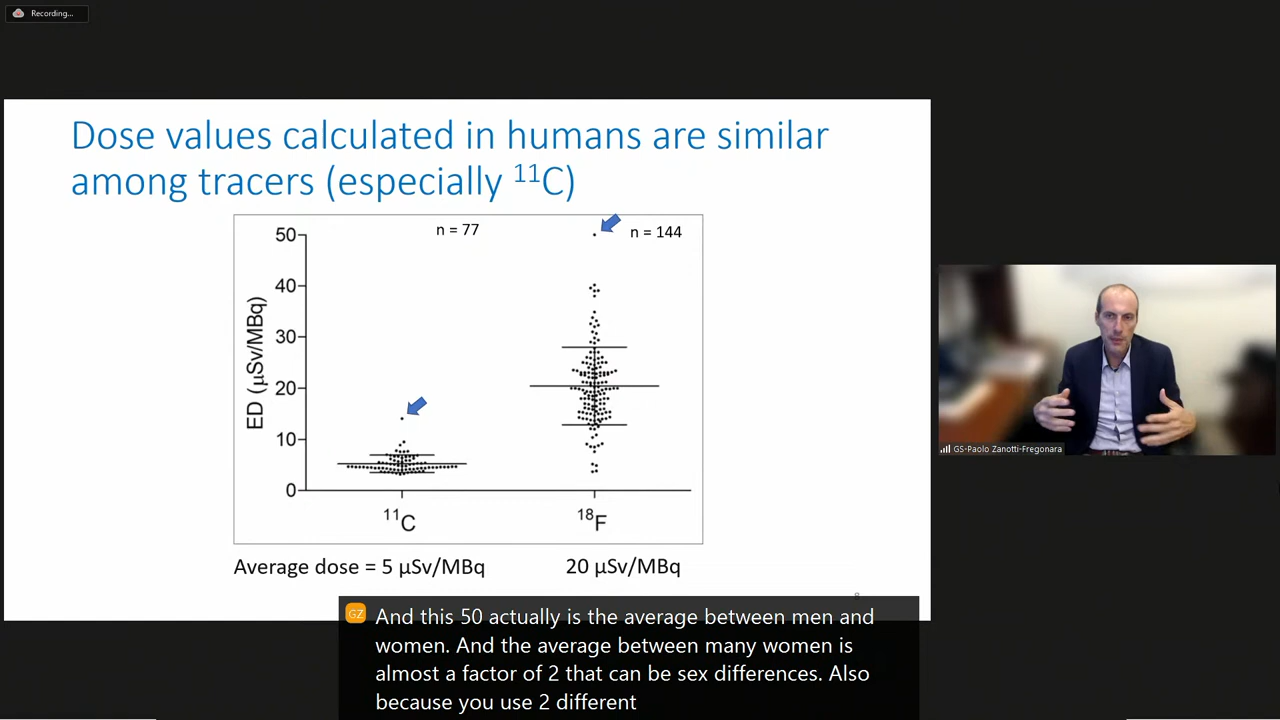 Recording...
Dose values calculated in humans are similar
among tracers (especially ¹¹C)
n = 77
n = 144
50
40
30
20
10
0
ED (µSv/MBq)
¹¹C
¹⁸F
Average dose = 5 µSv/MBq
20 µSv/MBq
GS-Paolo Zanotti-Fregonara
GZ
And this 50 actually is the average between men and
women. And the average between many women is
almost a factor of 2 that can be sex differences. Also
because you use 2 different